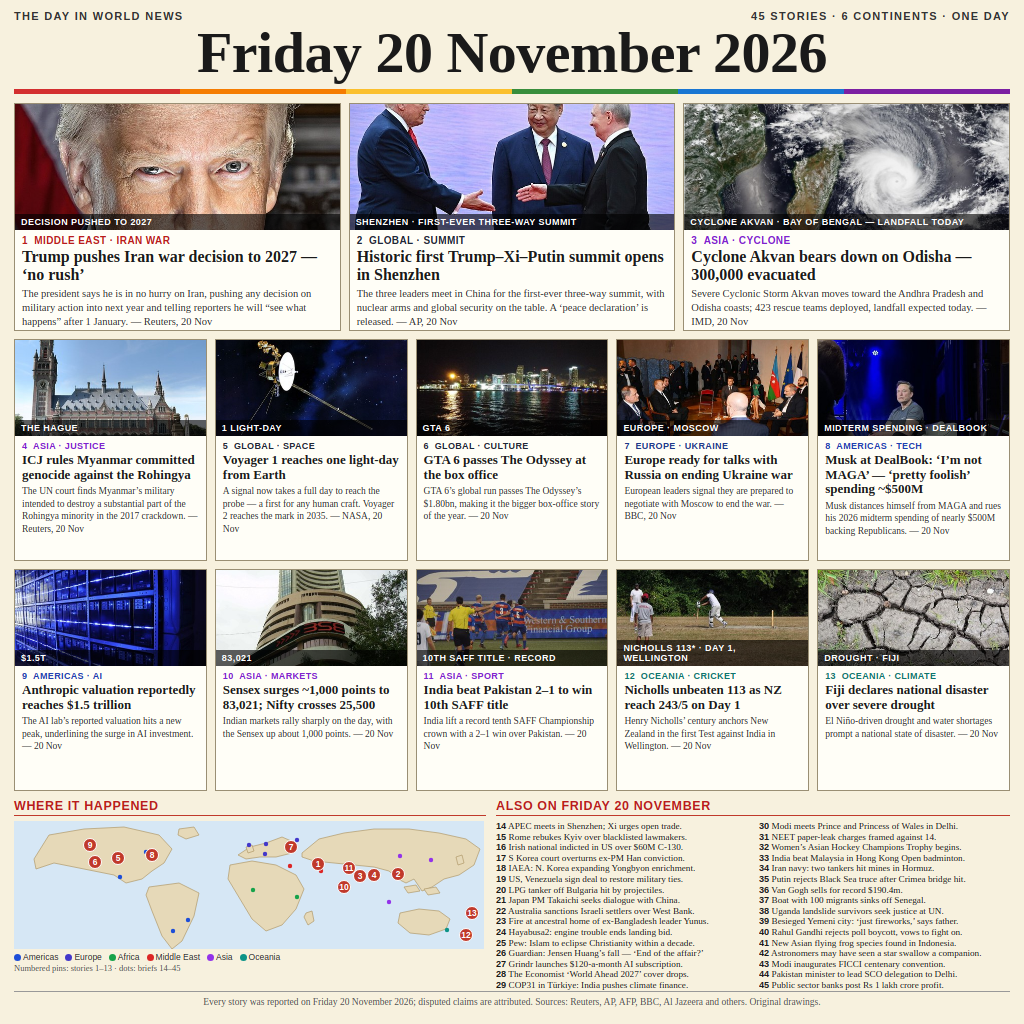 THE DAY IN WORLD NEWS
45 STORIES · 6 CONTINENTS · ONE DAY
Friday 20 November 2026
DECISION PUSHED TO 2027
1 MIDDLE EAST · IRAN WAR
Trump pushes Iran war decision to 2027 —
‘no rush’
The president says he is in no hurry on Iran, pushing any decision on
military action into next year and telling reporters he will “see what
happens” after 1 January. — Reuters, 20 Nov
SHENZHEN · FIRST-EVER THREE-WAY SUMMIT
2 GLOBAL · SUMMIT
Historic first Trump–Xi–Putin summit opens
in Shenzhen
The three leaders meet in China for the first-ever three-way summit, with
nuclear arms and global security on the table. A ‘peace declaration’ is
released. — AP, 20 Nov
CYCLONE AKVAN · BAY OF BENGAL — LANDFALL TODAY
3 ASIA · CYCLONE
Cyclone Akvan bears down on Odisha —
300,000 evacuated
Severe Cyclonic Storm Akvan moves toward the Andhra Pradesh and
Odisha coasts; 423 rescue teams deployed, landfall expected today. —
IMD, 20 Nov
THE HAGUE
4 ASIA · JUSTICE
ICJ rules Myanmar committed
genocide against the Rohingya
The UN court finds Myanmar’s military
intended to destroy a substantial part of the
Rohingya minority in the 2017 crackdown. —
Reuters, 20 Nov
1 LIGHT-DAY
5 GLOBAL · SPACE
Voyager 1 reaches one light-day
from Earth
A signal now takes a full day to reach the
probe — a first for any human craft. Voyager
2 reaches the mark in 2035. — NASA, 20
Nov
GTA 6
6 GLOBAL · CULTURE
GTA 6 passes The Odyssey at
the box office
GTA 6’s global run passes The Odyssey’s
$1.80bn, making it the bigger box-office story
of the year. — 20 Nov
EUROPE · MOSCOW
7 EUROPE · UKRAINE
Europe ready for talks with
Russia on ending Ukraine war
European leaders signal they are prepared to
negotiate with Moscow to end the war. —
BBC, 20 Nov
MIDTERM SPENDING · DEALBOOK
8 AMERICAS · TECH
Musk at DealBook: ‘I’m not
MAGA’ — ‘pretty foolish’
spending ~$500M
Musk distances himself from MAGA and rues
his 2026 midterm spending of nearly $500M
backing Republicans. — 20 Nov
$1.5T
9 AMERICAS · AI
Anthropic valuation reportedly
reaches $1.5 trillion
The AI lab’s reported valuation hits a new
peak, underlining the surge in AI investment.
— 20 Nov
83,021
10 ASIA · MARKETS
Sensex surges ~1,000 points to
83,021; Nifty crosses 25,500
Indian markets rally sharply on the day, with
the Sensex up about 1,000 points. — 20 Nov
Western & Southern
Financial Group
10TH SAFF TITLE · RECORD
11 ASIA · SPORT
India beat Pakistan 2–1 to win
10th SAFF title
India lift a record tenth SAFF Championship
crown with a 2–1 win over Pakistan. — 20
Nov
NICHOLLS 113* · DAY 1,
WELLINGTON
12 OCEANIA · CRICKET
Nicholls unbeaten 113 as NZ
reach 243/5 on Day 1
Henry Nicholls’ century anchors New
Zealand in the first Test against India in
Wellington. — 20 Nov
DROUGHT · FIJI
13 OCEANIA · CLIMATE
Fiji declares national disaster
over severe drought
El Niño-driven drought and water shortages
prompt a national state of disaster. — 20 Nov
WHERE IT HAPPENED
9
6
5
8
7
1
11
3
4
2
10
13
12
Americas Europe Africa Middle East Asia Oceania
Numbered pins: stories 1–13 · dots: briefs 14–45
ALSO ON FRIDAY 20 NOVEMBER
14 APEC meets in Shenzhen; Xi urges open trade.
15 Rome rebukes Kyiv over blacklisted lawmakers.
16 Irish national indicted in US over $60M C-130.
17 S Korea court overturns ex-PM Han conviction.
18 IAEA: N. Korea expanding Yongbyon enrichment.
19 US, Venezuela sign deal to restore military ties.
20 LPG tanker off Bulgaria hit by projectiles.
21 Japan PM Takaichi seeks dialogue with China.
22 Australia sanctions Israeli settlers over West Bank.
23 Fire at ancestral home of ex-Bangladesh leader Yunus.
24 Hayabusa2: engine trouble ends landing bid.
25 Pew: Islam to eclipse Christianity within a decade.
26 Guardian: Jensen Huang’s fall — ‘End of the affair?’
27 Grindr launches $120-a-month AI subscription.
28 The Economist ‘World Ahead 2027’ cover drops.
29 COP31 in Türkiye: India pushes climate finance.
30 Modi meets Prince and Princess of Wales in Delhi.
31 NEET paper-leak charges framed against 14.
32 Women’s Asian Hockey Champions Trophy begins.
33 India beat Malaysia in Hong Kong Open badminton.
34 Iran navy: two tankers hit mines in Hormuz.
35 Putin rejects Black Sea truce after Crimea bridge hit.
36 Van Gogh sells for record $190.4m.
37 Boat with 100 migrants sinks off Senegal.
38 Uganda landslide survivors seek justice at UN.
39 Besieged Yemeni city: ‘just fireworks,’ says father.
40 Rahul Gandhi rejects poll boycott, vows to fight on.
41 New Asian flying frog species found in Indonesia.
42 Astronomers may have seen a star swallow a companion.
43 Modi inaugurates FICCI centenary convention.
44 Pakistan minister to lead SCO delegation to Delhi.
45 Public sector banks post Rs 1 lakh crore profit.
Every story was reported on Friday 20 November 2026; disputed claims are attributed. Sources: Reuters, AP, AFP, BBC, Al Jazeera and others. Original drawings.